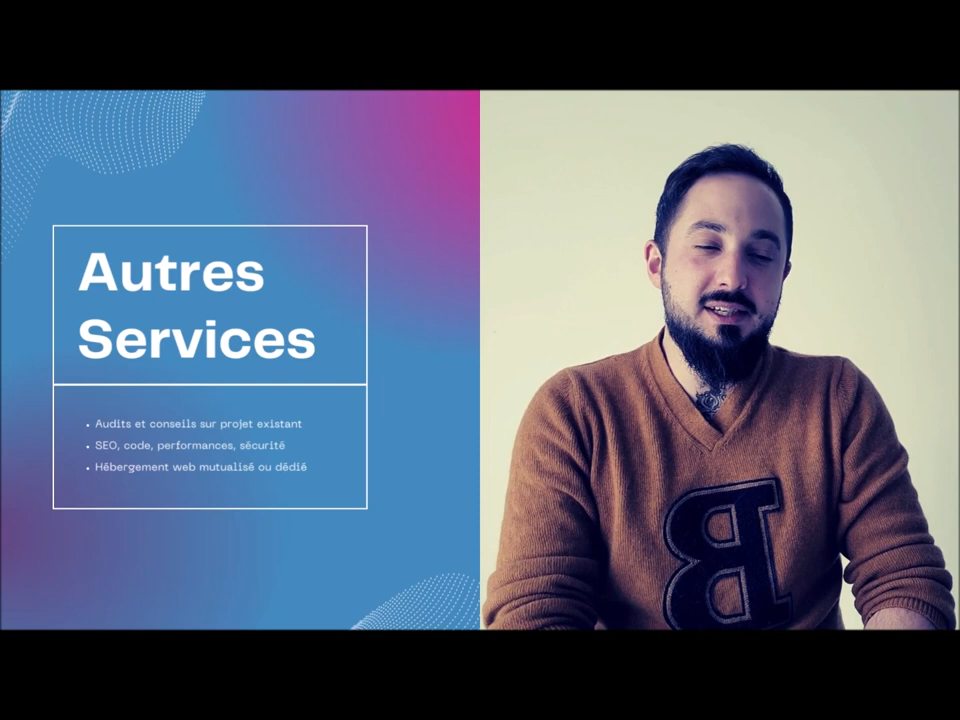 Autres
Services
• Audits et conseils sur projet existant
• SEO, code, performances, sécurité
• Hébergement web mutualisé ou dédié
B